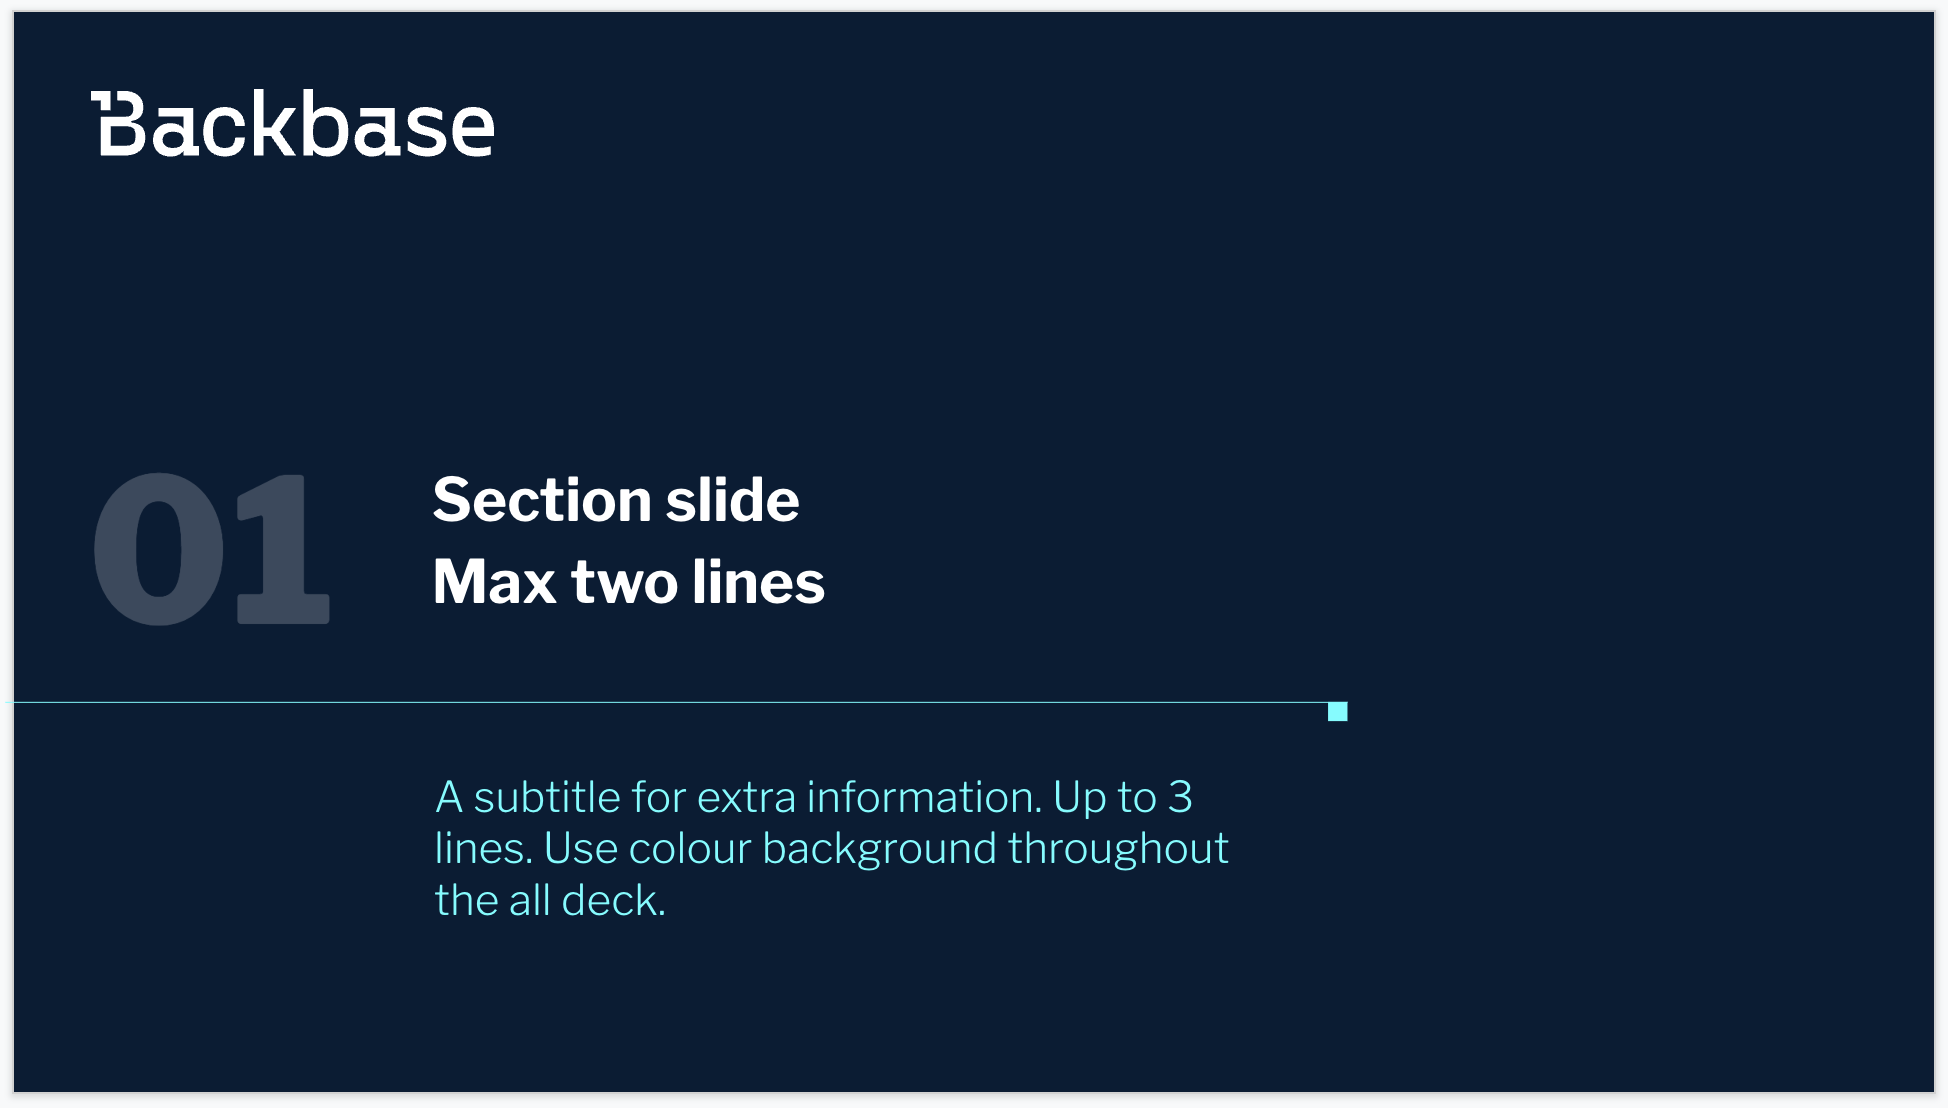 Backbase
01
Section slide
Max two lines
A subtitle for extra information. Up to 3
lines. Use colour background throughout
the all deck.